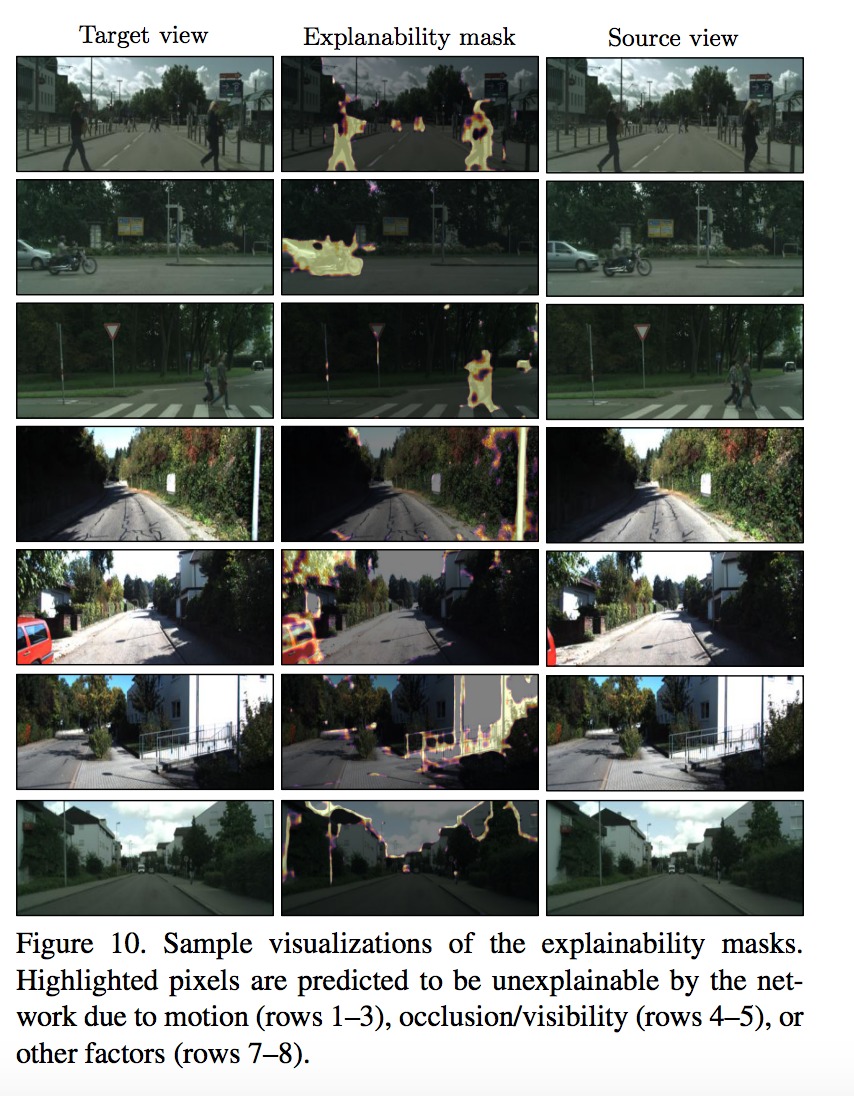 Target view
Explanability mask
Source view
Figure 10. Sample visualizations of the explainability masks.
Highlighted pixels are predicted to be unexplainable by the net-
work due to motion (rows 1–3), occlusion/visibility (rows 4–5), or
other factors (rows 7–8).